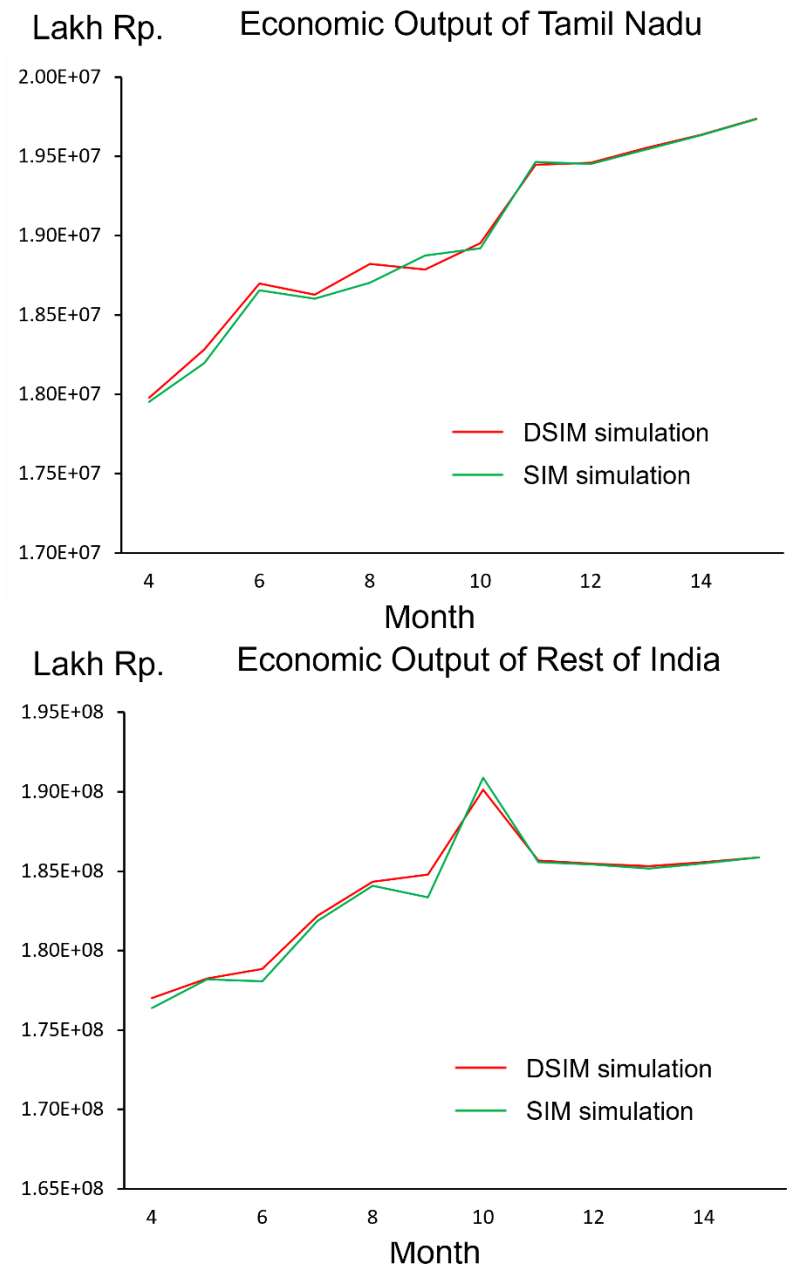 Lakh Rp. Economic Output of Tamil Nadu
2.00E+07
1.95E+07
1.90E+07
1.85E+07
1.80E+07
DSIM simulation
1.75E+07
SIM simulation
1.70E+07
4 6 8 10 12 14
Month
Lakh Rp. Economic Output of Rest of India
1.95E+08
1.90E+08
1.85E+08
1.80E+08
1.75E+08
DSIM simulation
1.70E+08
SIM simulation
1.65E+08
4 6 8 10 12 14
Month